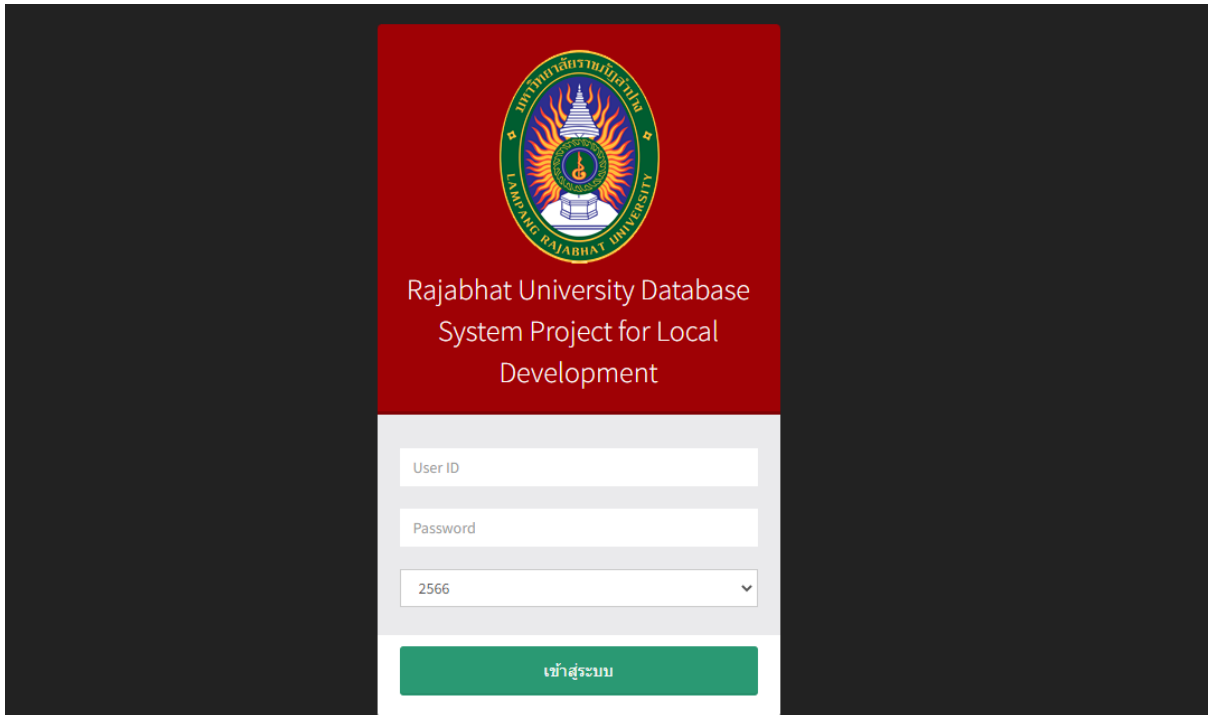 มหาวิทยาลัยราชภัฏลำปาง
LAMPANG RAJABHAT UNIVERSITY
Rajabhat University Database
System Project for Local
Development
User ID
Password
2566
เข้าสู่ระบบ